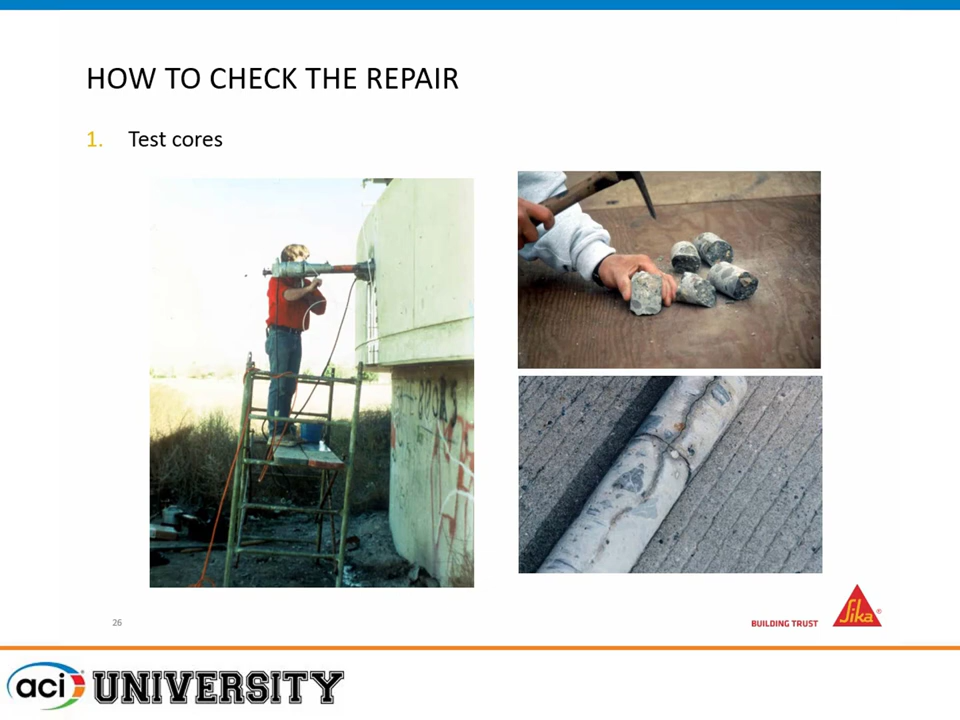 HOW TO CHECK THE REPAIR
1. Test cores
26
BUILDING TRUST
Sika®
aci UNIVERSITY